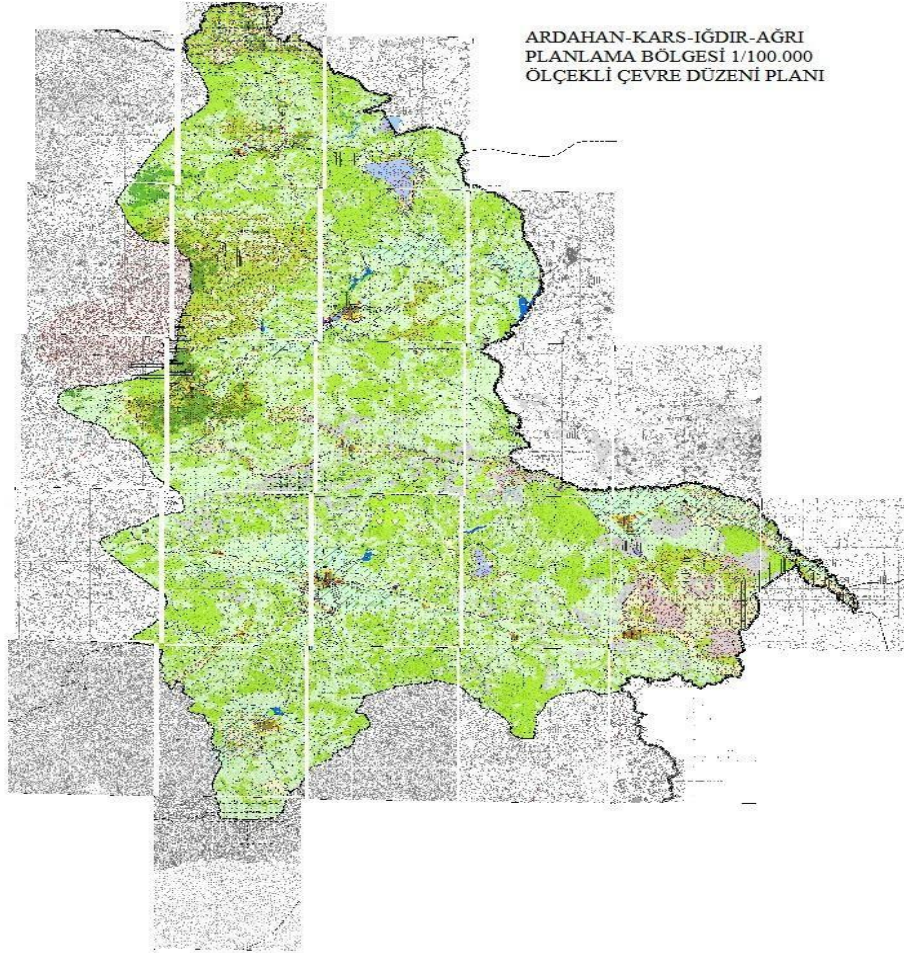 ARDAHAN-KARS-IĞDIR-AĞRI
PLANLAMA BÖLGESİ 1/100.000
ÖLÇEKLİ ÇEVRE DÜZENİ PLANI